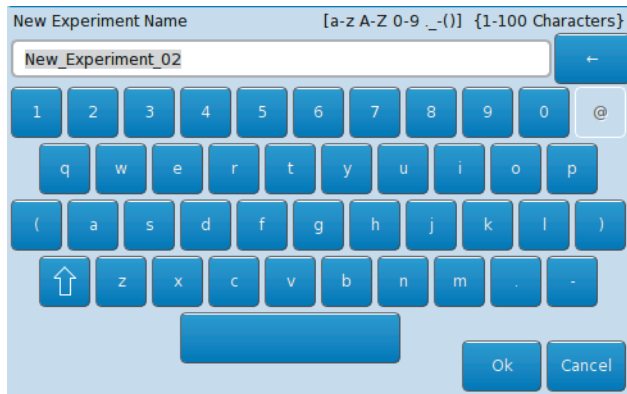 New Experiment Name [a-z A-Z 0-9 ._-()] {1-100 Characters}
New_Experiment_02 ←
1 2 3 4 5 6 7 8 9 0 @
q w e r t y u i o p
( a s d f g h j k l )
z x c v b n m . -
Ok Cancel